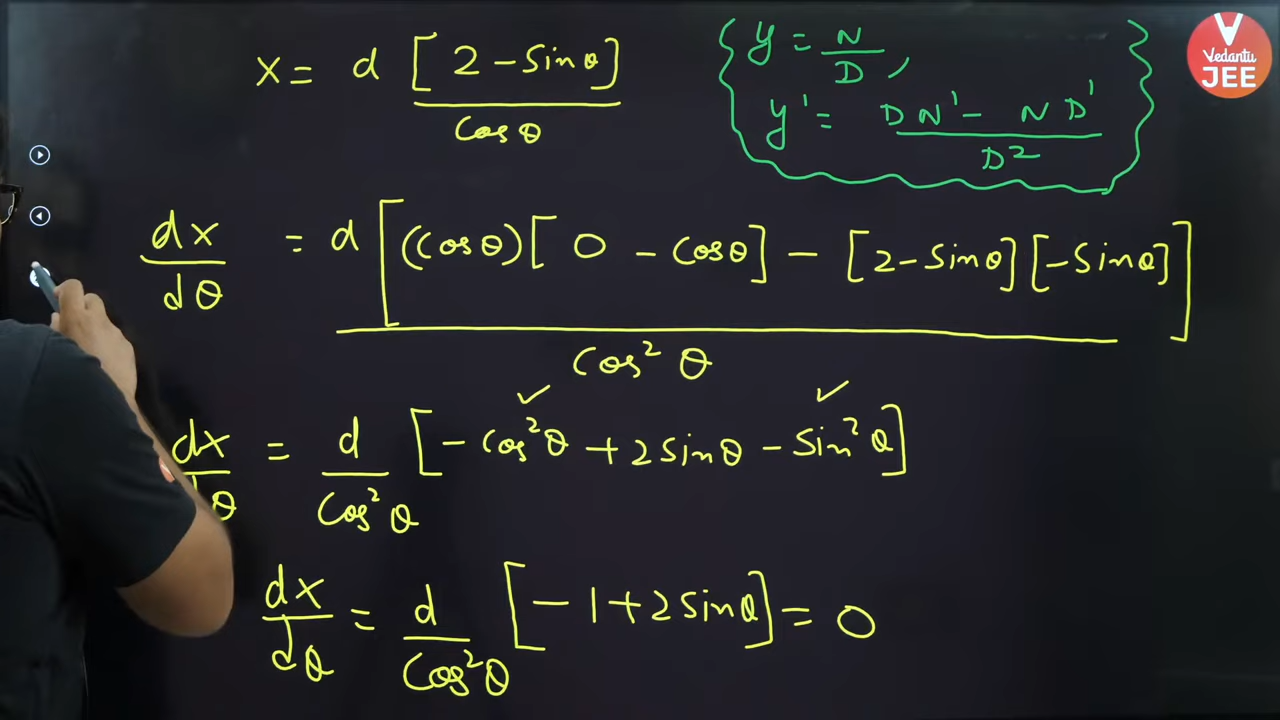 x = d [2 - Sinθ] / Cosθ
{ y = N / D ,
y' = DN' - ND' / D² }
Vedantu
JEE
dx/dθ = d [(Cosθ)[0 - Cosθ] - [2 - Sinθ][-Sinθ]] / Cos²θ
dx/dθ = d/Cos²θ [-Cos²θ + 2Sinθ - Sin²θ]
dx/dθ = d/Cos²θ [-1 + 2Sinθ] = 0